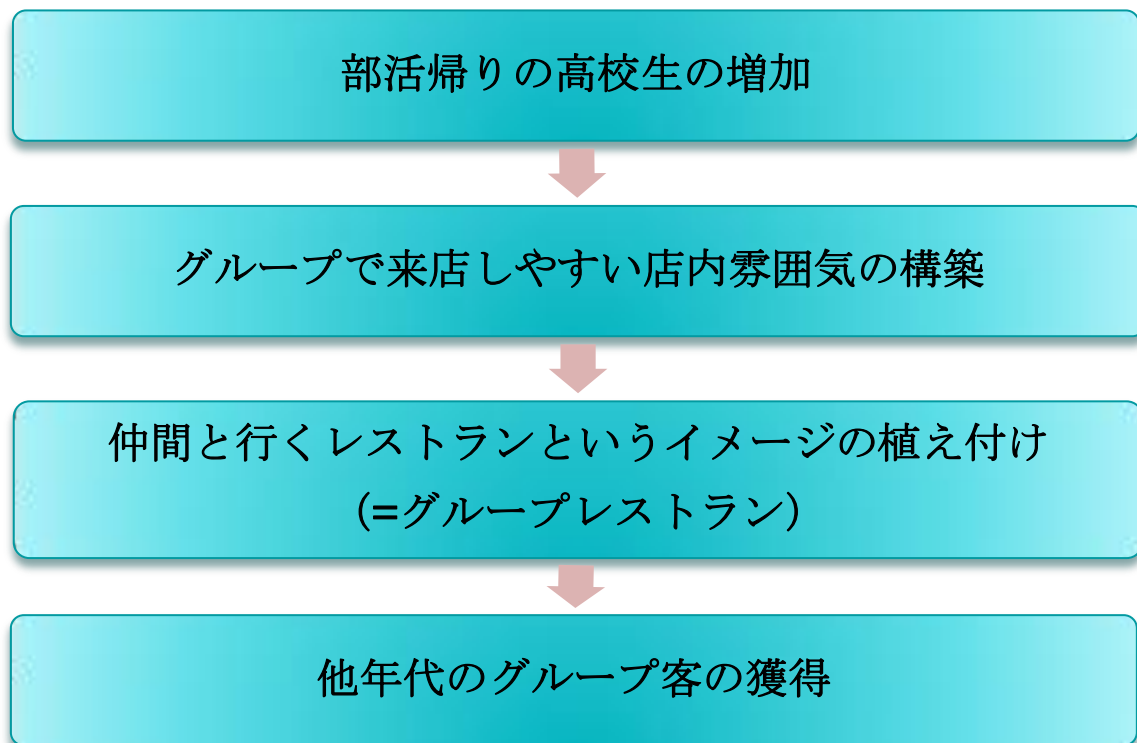 部活帰りの高校生の増加
グループで来店しやすい店内雰囲気の構築
仲間と行くレストランというイメージの植え付け
(=グループレストラン)
他年代のグループ客の獲得